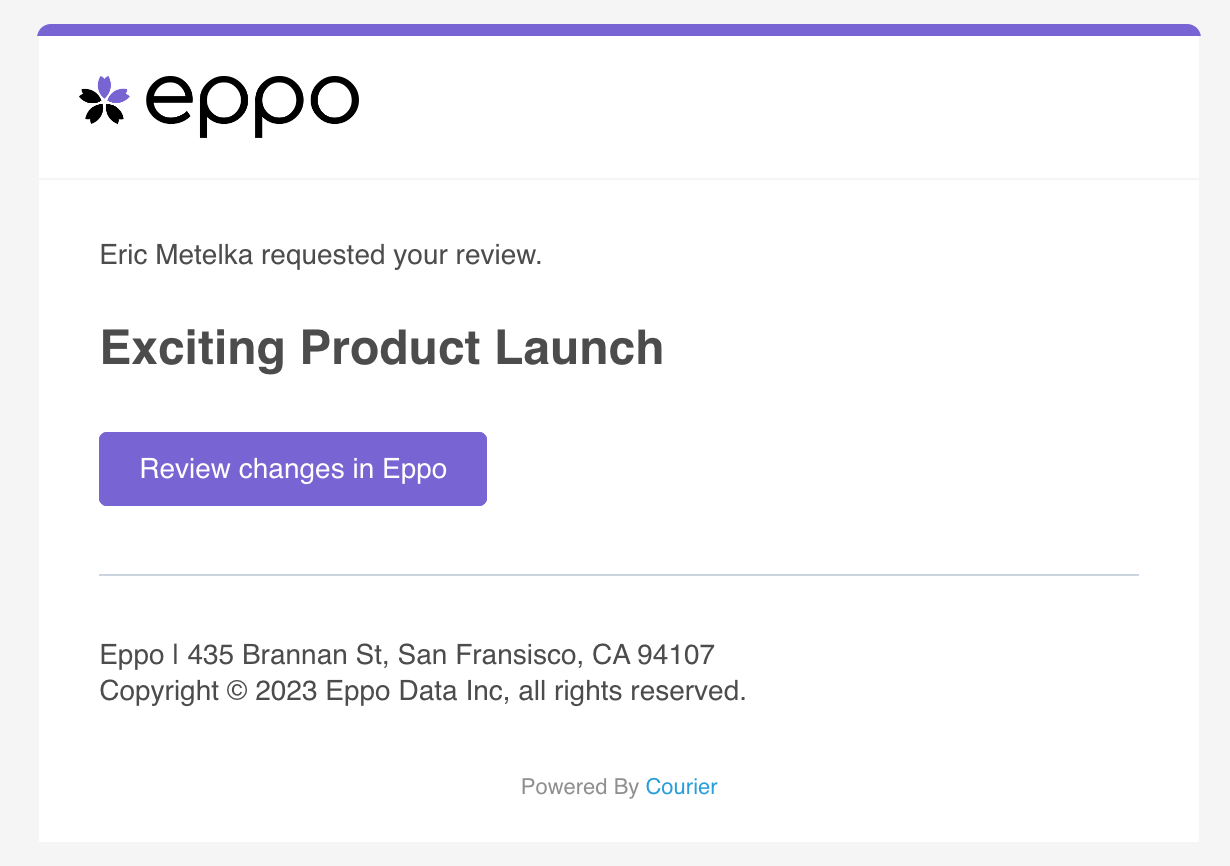 eppo
Eric Metelka requested your review.
Exciting Product Launch
Review changes in Eppo
Eppo | 435 Brannan St, San Fransisco, CA 94107
Copyright © 2023 Eppo Data Inc, all rights reserved.
Powered By Courier